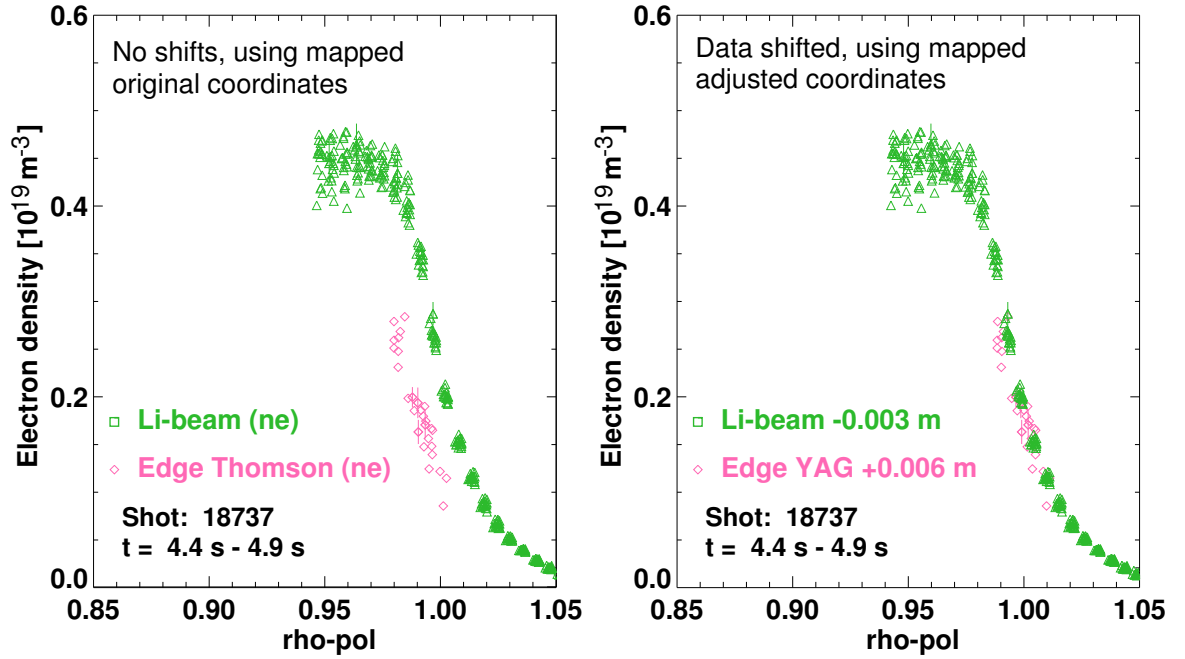 No shifts, using mapped
original coordinates
Electron density [10^19 m^-3]
0.6
0.4
0.2
0.0
Li-beam (ne)
Edge Thomson (ne)
Shot: 18737
t = 4.4 s - 4.9 s
0.85 0.90 0.95 1.00 1.05
rho-pol
Data shifted, using mapped
adjusted coordinates
Electron density [10^19 m^-3]
0.6
0.4
0.2
0.0
Li-beam -0.003 m
Edge YAG +0.006 m
Shot: 18737
t = 4.4 s - 4.9 s
0.85 0.90 0.95 1.00 1.05
rho-pol